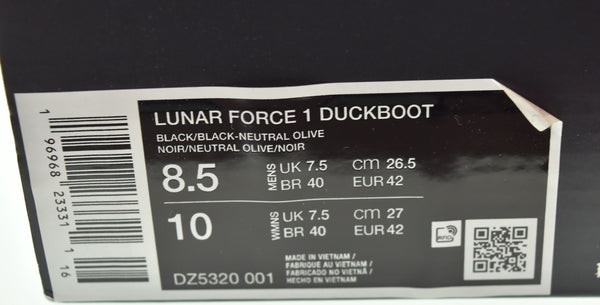 LUNAR FORCE 1 DUCKBOOT
BLACK/BLACK-NEUTRAL OLIVE
NOIR/NEUTRAL OLIVE/NOIR
8.5 MENS UK 7.5 CM 26.5
BR 40 EUR 42
10 WMNS UK 7.5 CM 27
BR 40 EUR 42
DZ5320 001
MADE IN VIETNAM /
FABRIQUE AU VIETNAM /
FABRICADO NO VIETNÃ /
HECHO EN VIETNAM
1 96968 23331 1 16